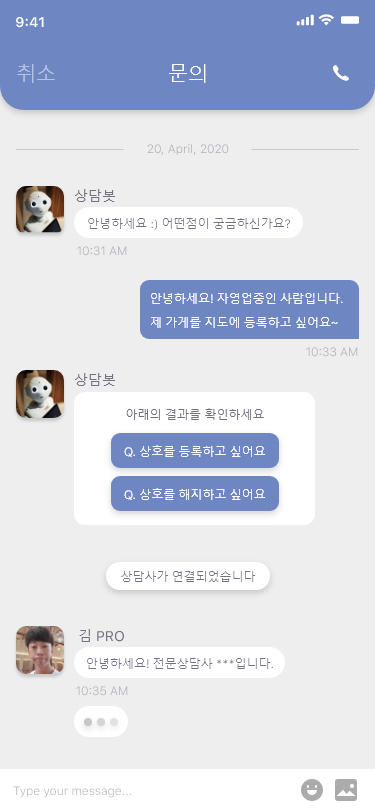 9:41
취소
문의
20, April, 2020
상담봇
안녕하세요 :) 어떤점이 궁금하신가요?
10:31 AM
안녕하세요! 자영업중인 사람입니다.
제 가게를 지도에 등록하고 싶어요~
10:33 AM
상담봇
아래의 결과를 확인하세요
Q. 상호를 등록하고 싶어요
Q. 상호를 해지하고 싶어요
상담사가 연결되었습니다
김 PRO
안녕하세요! 전문상담사 ***입니다.
10:35 AM
Type your message...